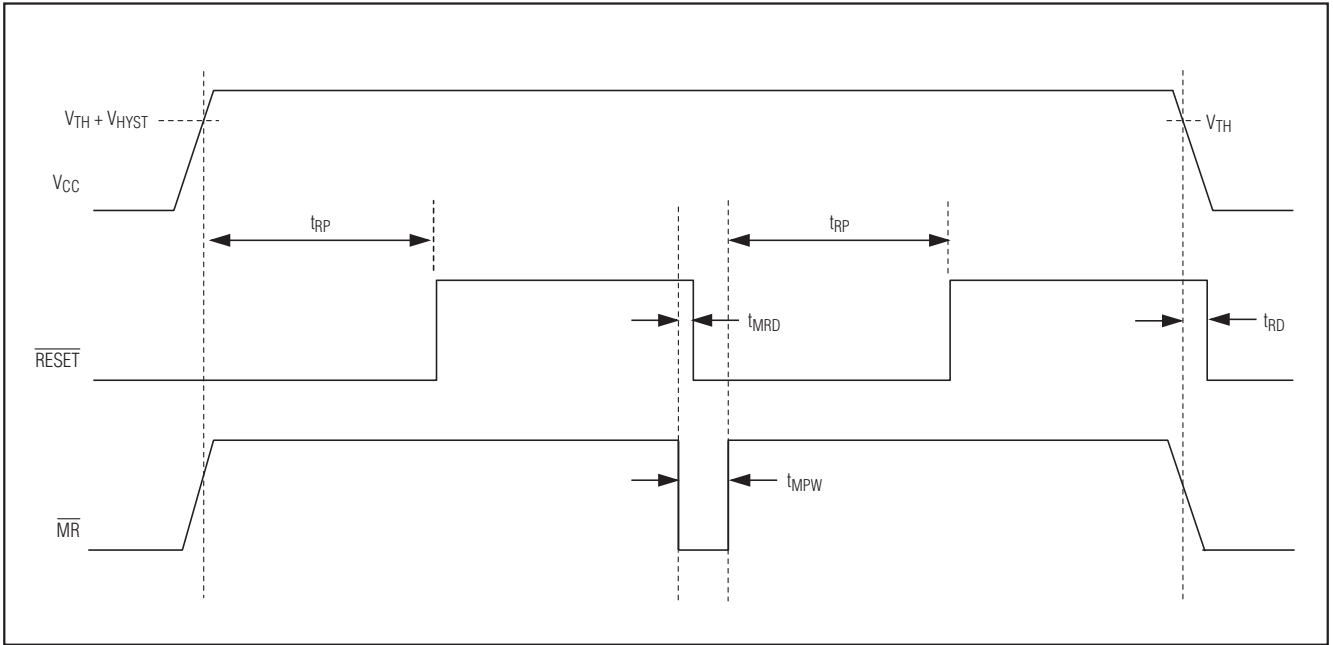 VTH + VHYST
VTH
VCC
tRP
tRP
tMRD
tRD
RESET
tMPW
MR